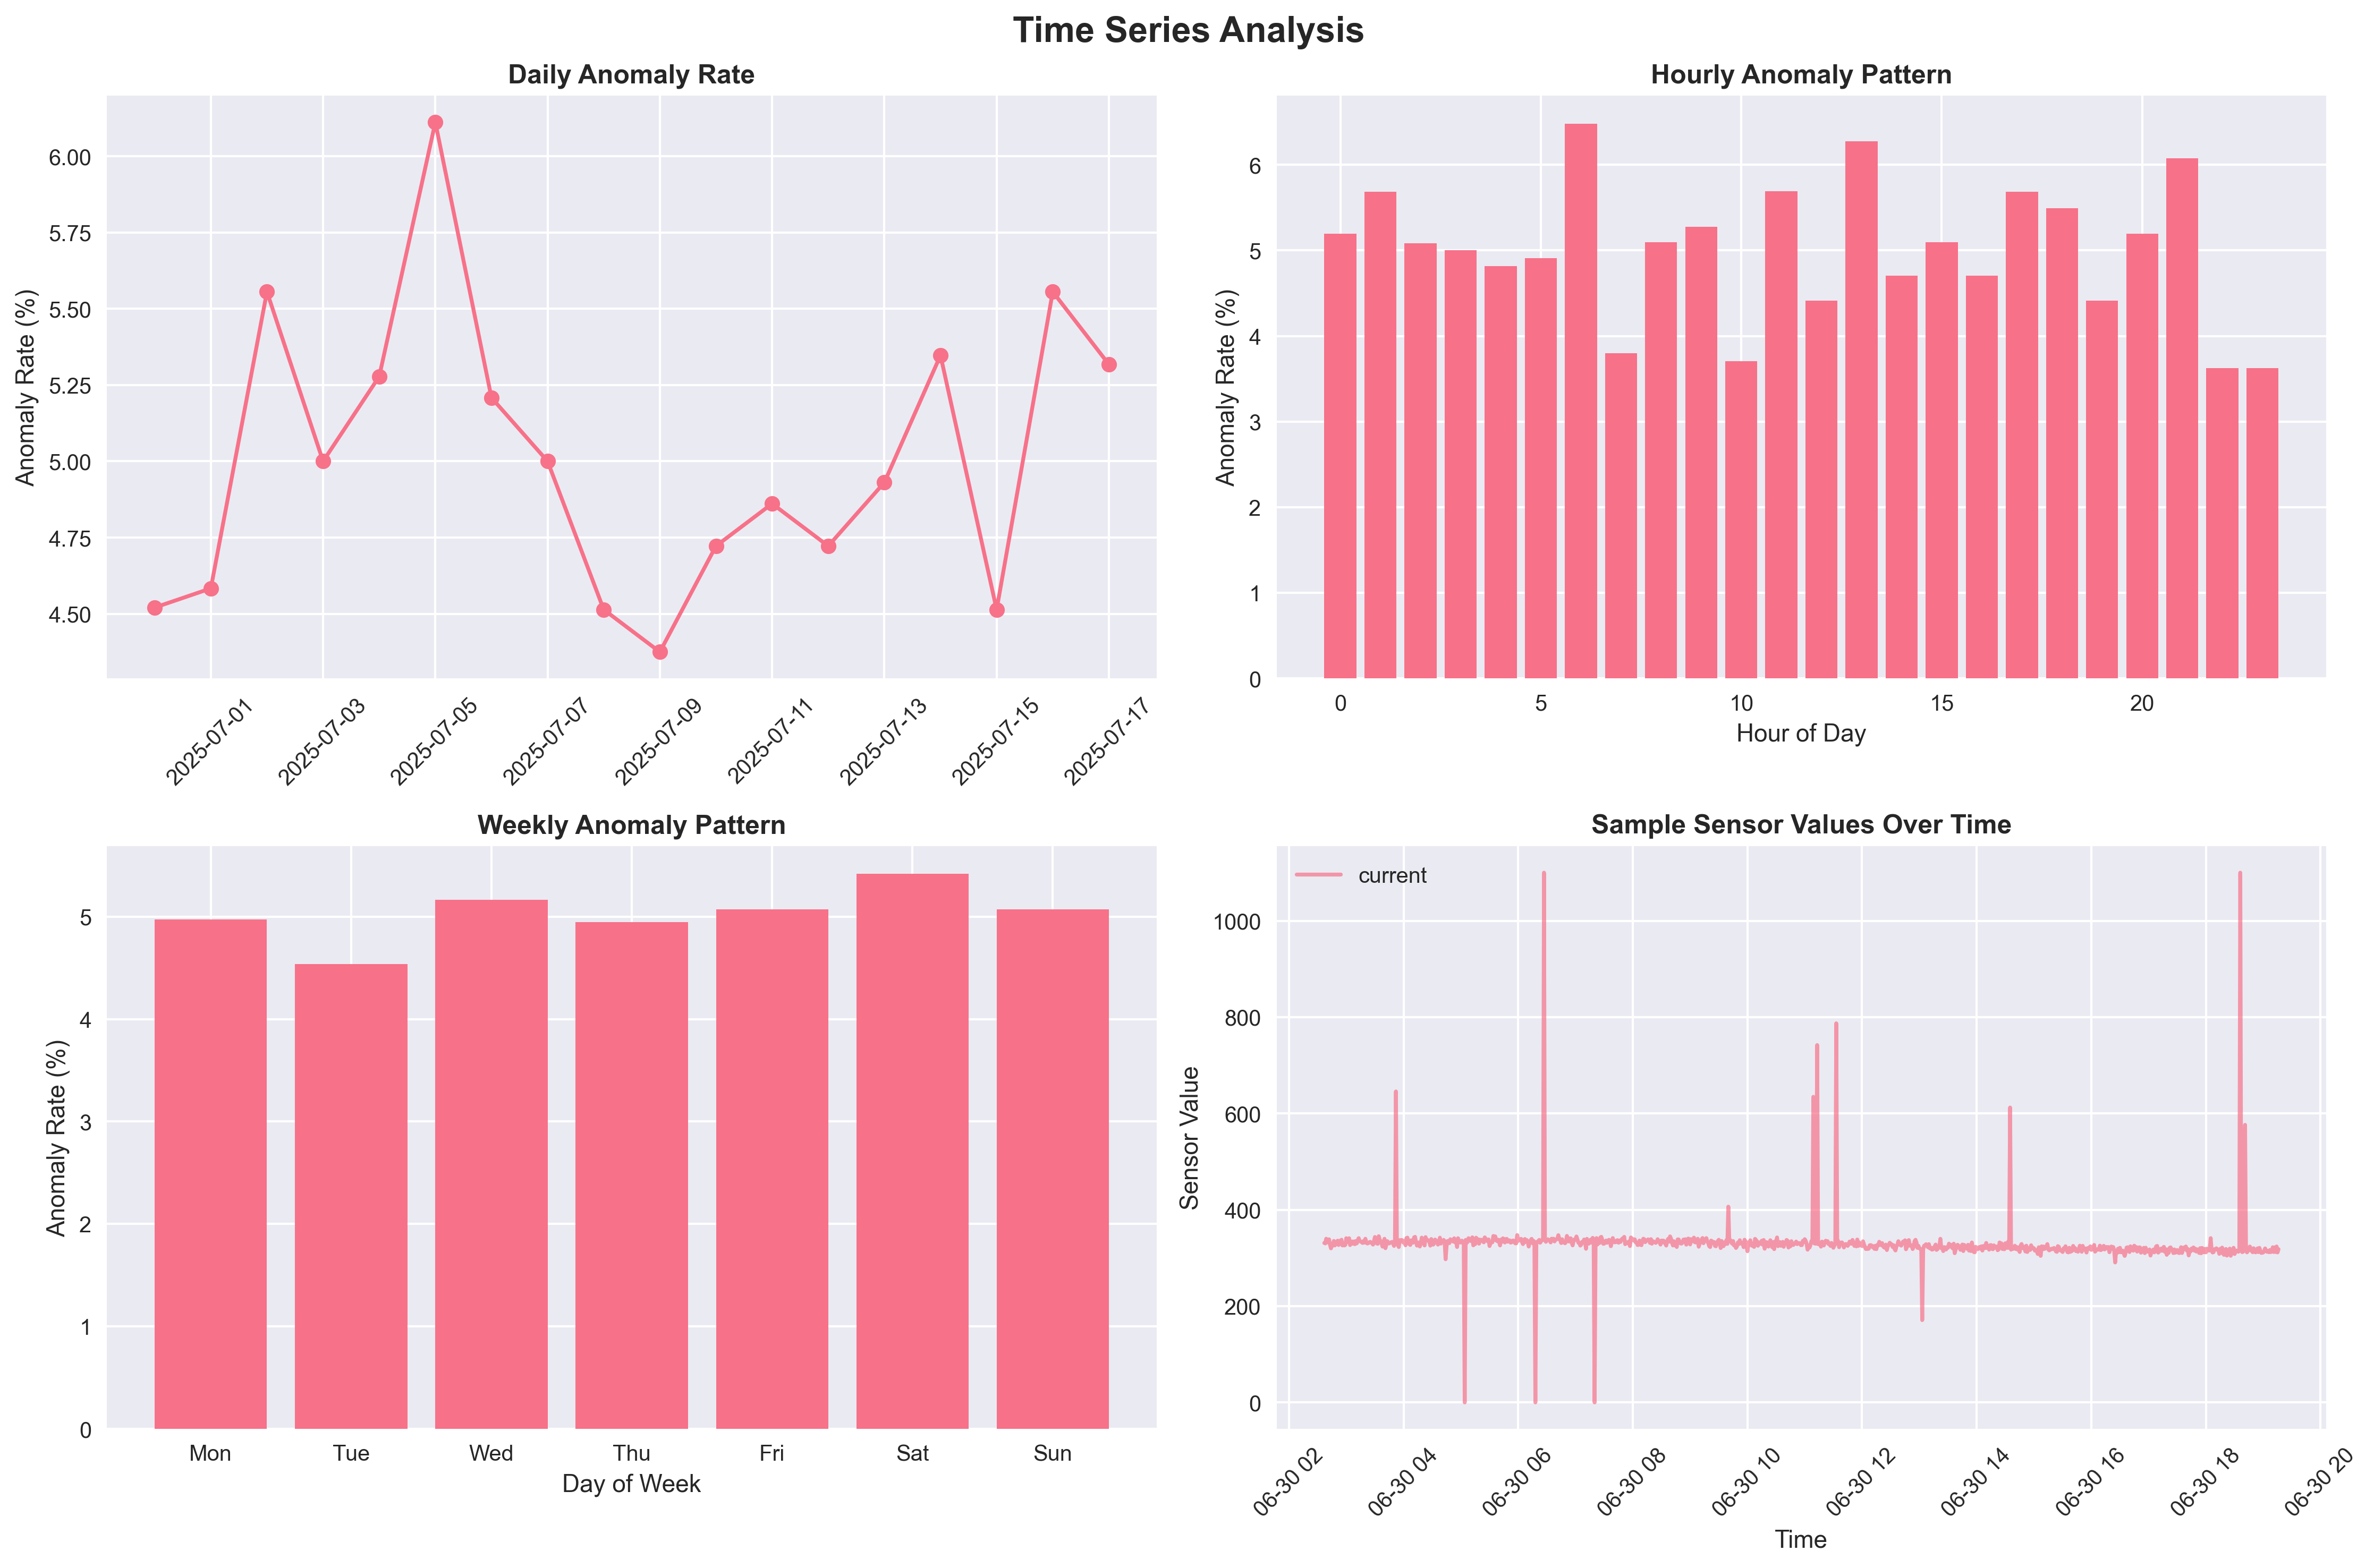 Time Series Analysis
Daily Anomaly Rate
Anomaly Rate (%)
6.00
5.75
5.50
5.25
5.00
4.75
4.50
2025-07-01
2025-07-03
2025-07-05
2025-07-07
2025-07-09
2025-07-11
2025-07-13
2025-07-15
2025-07-17
Hourly Anomaly Pattern
Anomaly Rate (%)
6
5
4
3
2
1
0
0
5
10
15
20
Hour of Day
Weekly Anomaly Pattern
Anomaly Rate (%)
5
4
3
2
1
0
Mon
Tue
Wed
Thu
Fri
Sat
Sun
Day of Week
Sample Sensor Values Over Time
current
Sensor Value
1000
800
600
400
200
0
06-30 02
06-30 04
06-30 06
06-30 08
06-30 10
06-30 12
06-30 14
06-30 16
06-30 18
06-30 20
Time